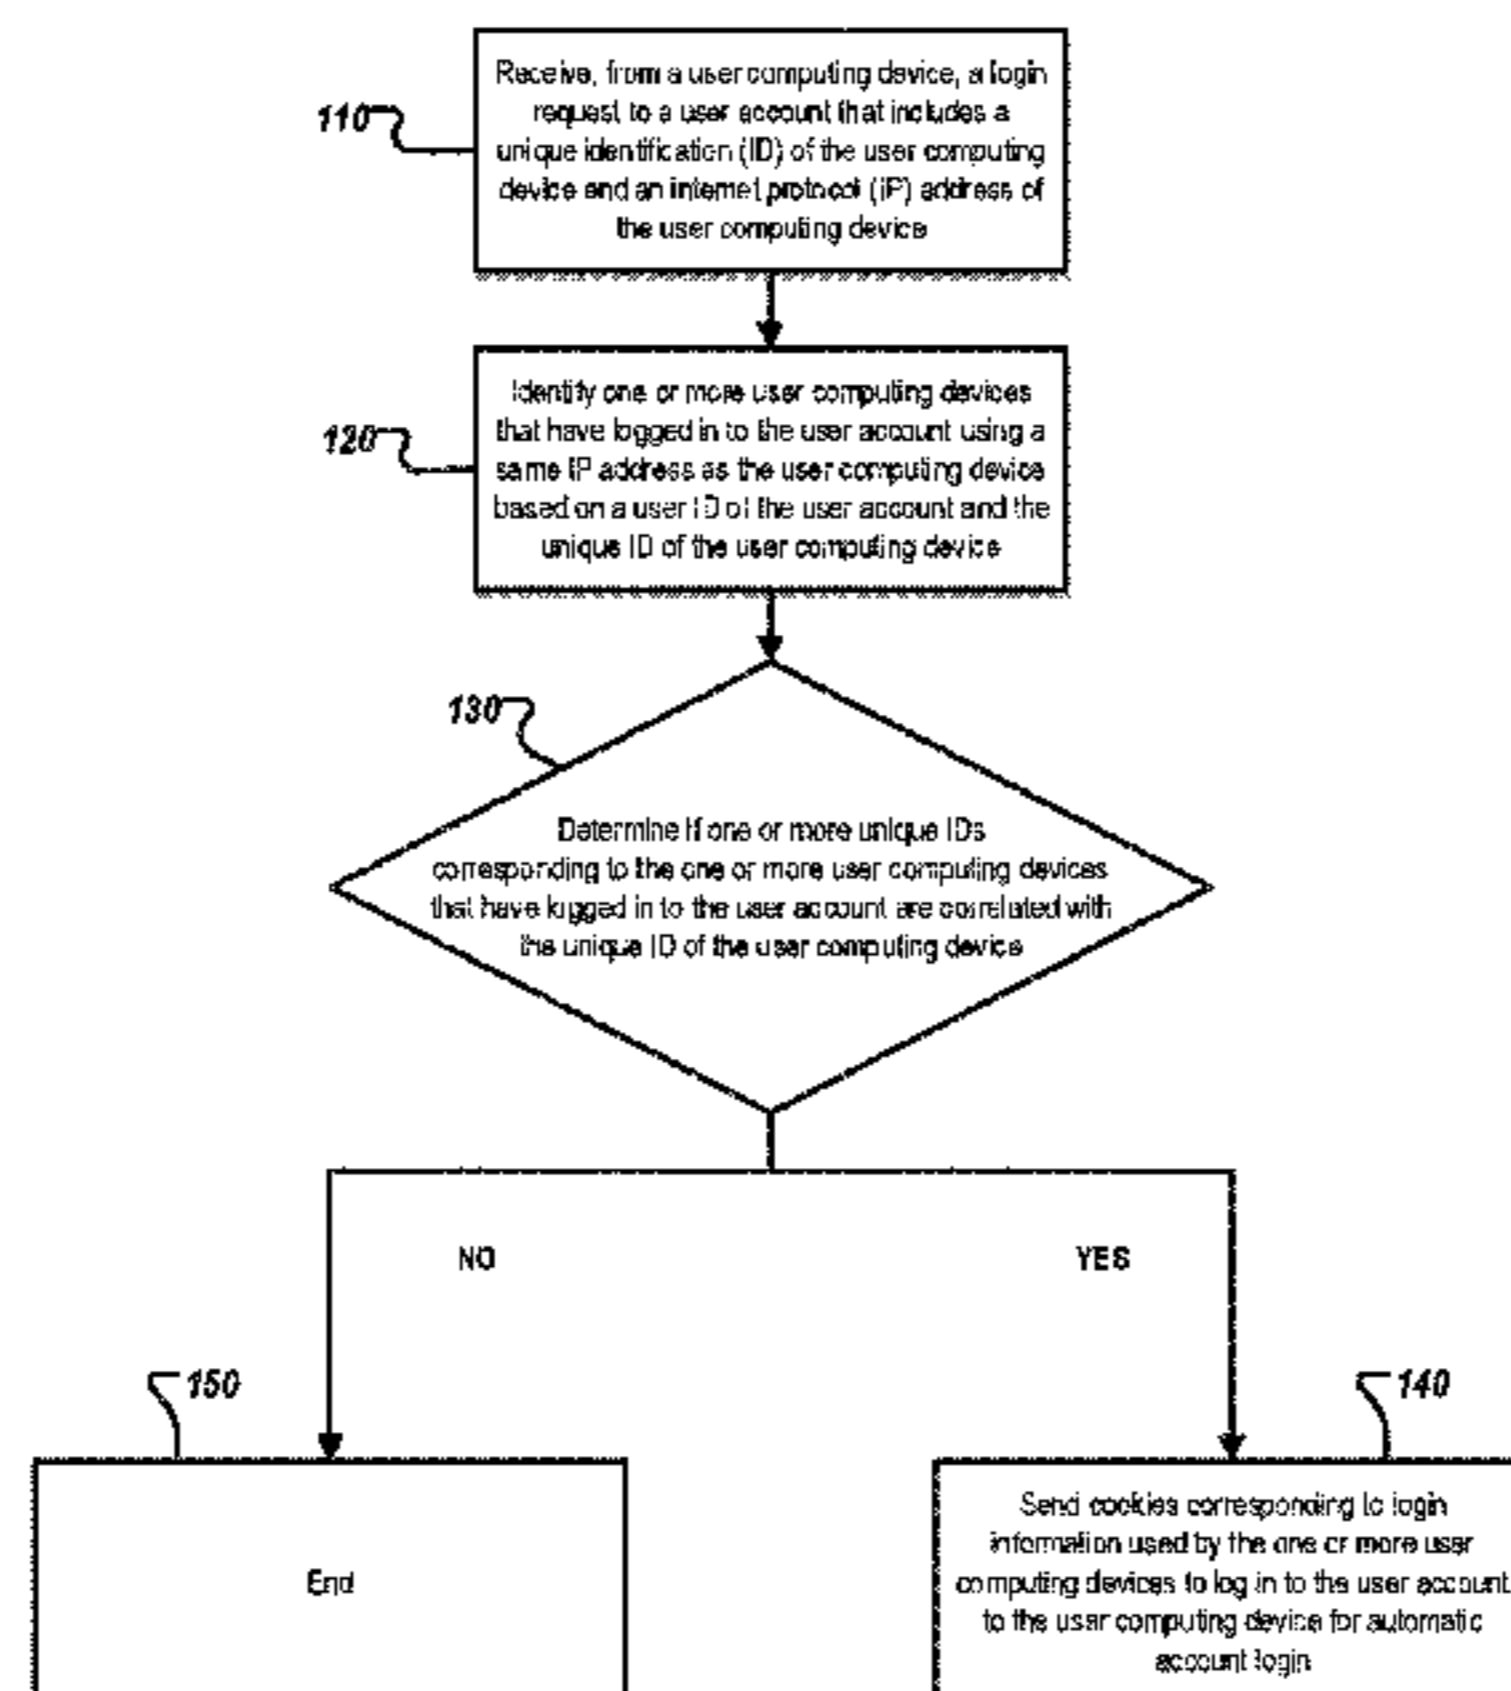 110
Receive, from a user computing device, a login
request to a user account that includes a
unique identification (ID) of the user computing
device and an internet protocol (IP) address of
the user computing device
120
Identify one or more user computing devices
that have logged in to the user account using a
same IP address as the user computing device
based on a user ID of the user account and the
unique ID of the user computing device
130
Determine if one or more unique IDs
corresponding to the one or more user computing devices
that have logged in to the user account are correlated with
the unique ID of the user computing device
NO
YES
150
End
140
Send cookies corresponding to login
information used by the one or more user
computing devices to log in to the user account
to the user computing device for automatic
account login